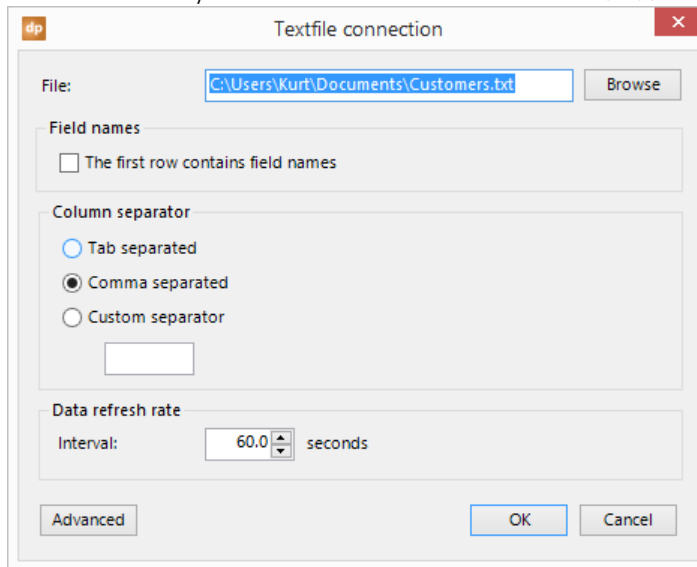 dp Textfile connection
File: C:\Users\Kurt\Documents\Customers.txt Browse
Field names
The first row contains field names
Column separator
Tab separated
Comma separated
Custom separator
Data refresh rate
Interval: 60.0 seconds
Advanced OK Cancel